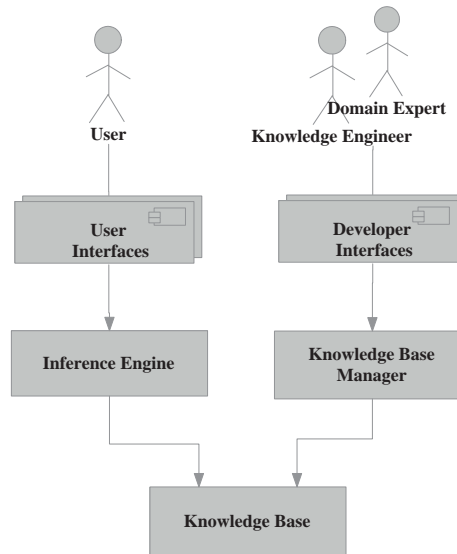 User
Domain Expert
Knowledge Engineer
User
Interfaces
Developer
Interfaces
Inference Engine
Knowledge Base
Manager
Knowledge Base